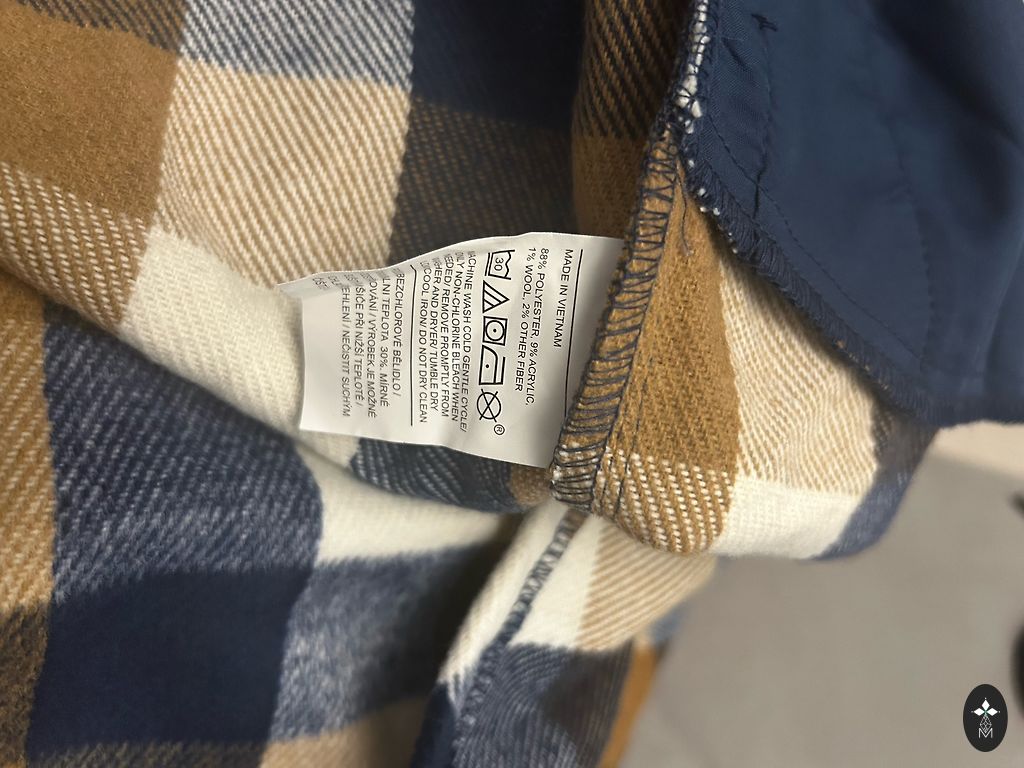 MADE IN VIETNAM
88% POLYESTER, 9% ACRYLIC,
1% WOOL, 2% OTHER FIBER
30
®
MACHINE WASH COLD GENTLE CYCLE/
ONLY NON-CHLORINE BLEACH WHEN
NEEDED/ REMOVE PROMPTLY FROM
WASHER AND DRYER/ TUMBLE DRY
COOL IRON/ DO NOT DRY CLEAN
BEZCHLOROVÉ BĚLIDLO /
TEPLOTA 30%. MÍRNÉ
/ VÝROBEK JE MOŽNÉ
PŘI NIŽŠÍ TEPLOTĚ /
/ NEČISTIT SUCHÝM
M